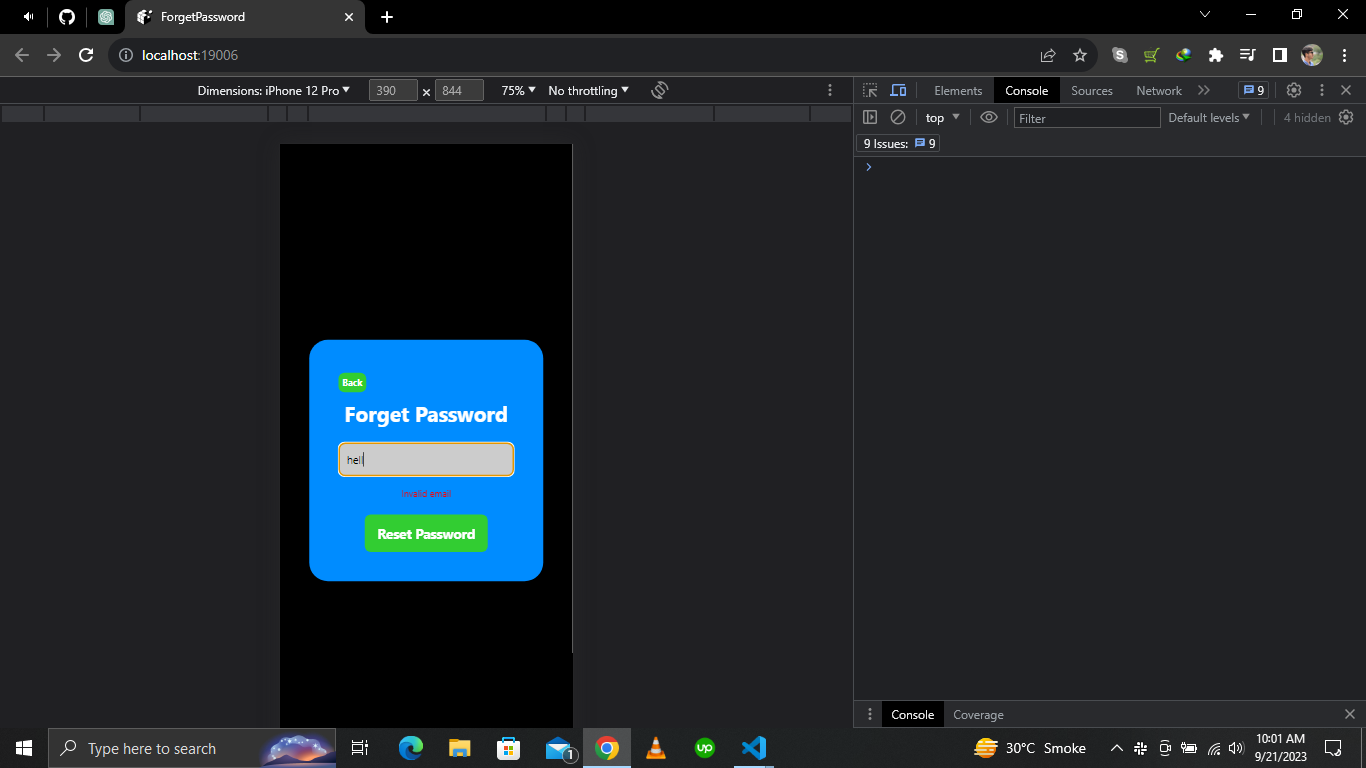 ForgetPassword
localhost:19006
Dimensions: iPhone 12 Pro
390 × 844
75%
No throttling
Elements
Console
Sources
Network
9
top
Filter
Default levels
4 hidden
9 Issues: 9
Back
Forget Password
hell
Invalid email
Reset Password
Console
Coverage
Type here to search
1
up
30°C Smoke
10:01 AM
9/21/2023